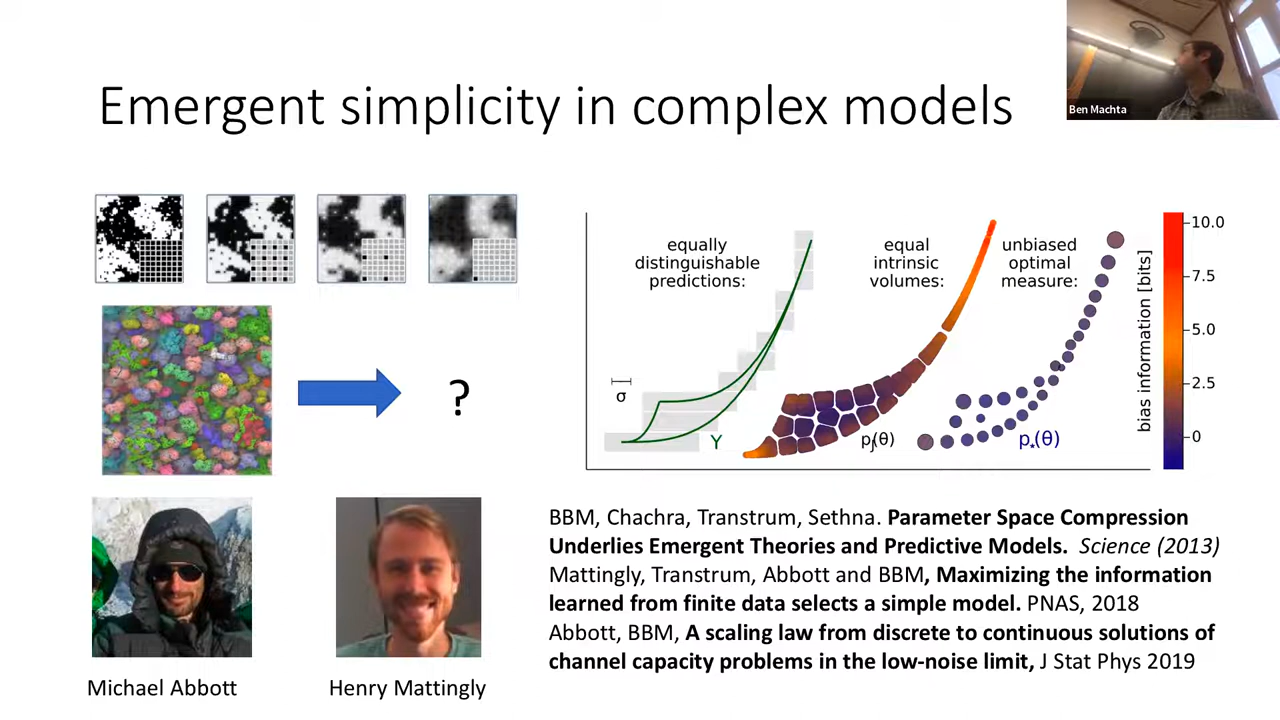 Emergent simplicity in complex models
Ben Machta
?
equally
distinguishable
predictions:
σ
Y
equal
intrinsic
volumes:
pⱼ(θ)
unbiased
optimal
measure:
p⋆(θ)
bias information [bits]
10.0
7.5
5.0
2.5
0
BBM, Chachra, Transtrum, Sethna. Parameter Space Compression
Underlies Emergent Theories and Predictive Models. Science (2013)
Mattingly, Transtrum, Abbott and BBM, Maximizing the information
learned from finite data selects a simple model. PNAS, 2018
Abbott, BBM, A scaling law from discrete to continuous solutions of
channel capacity problems in the low-noise limit, J Stat Phys 2019
Michael Abbott
Henry Mattingly